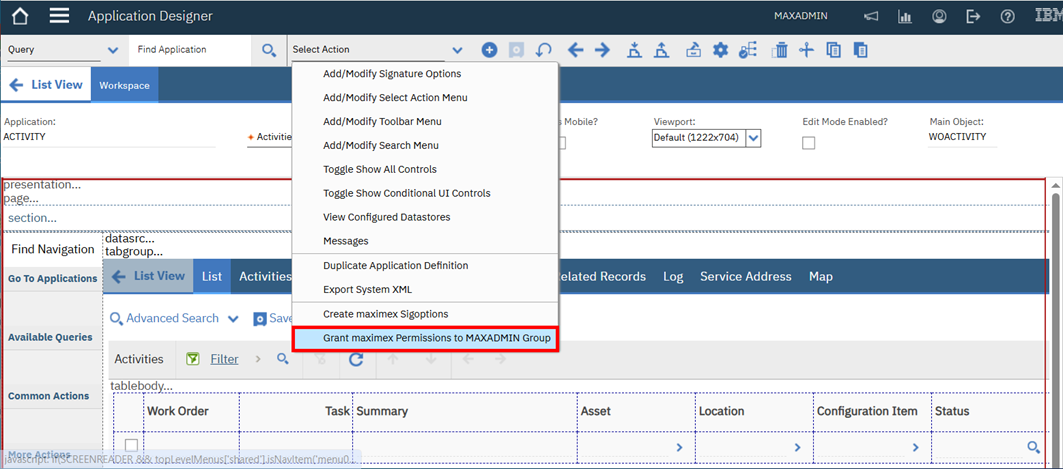 Application Designer MAXADMIN IBM
Query Find Application Select Action
List View Workspace
Application: s Mobile? Viewport: Edit Mode Enabled? Main Object:
ACTIVITY Activitie Default (1222x704) WOACTIVITY
Add/Modify Signature Options
Add/Modify Select Action Menu
Add/Modify Toolbar Menu
Add/Modify Search Menu
Toggle Show All Controls
Toggle Show Conditional UI Controls
View Configured Datastores
Messages
Duplicate Application Definition
Export System XML
Create maximex Sigoptions
Grant maximex Permissions to MAXADMIN Group
presentation...
page...
section...
datasrc...
tabgroup...
Find Navigation
Go To Applications
Available Queries
Common Actions
More Actions
List View List Activities elated Records Log Service Address Map
Advanced Search Save
Activities Filter
tablebody...
Work Order Task Summary Asset Location Configuration Item Status
javascript: if(SCREENREADER && topLevelMenus['shared'].isNavItem('menu0...